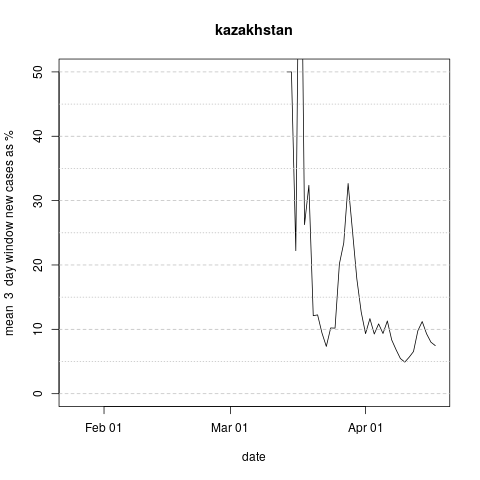 kazakhstan
mean  3  day window new cases as %
50
40
30
20
10
0
Feb 01
Mar 01
Apr 01
date